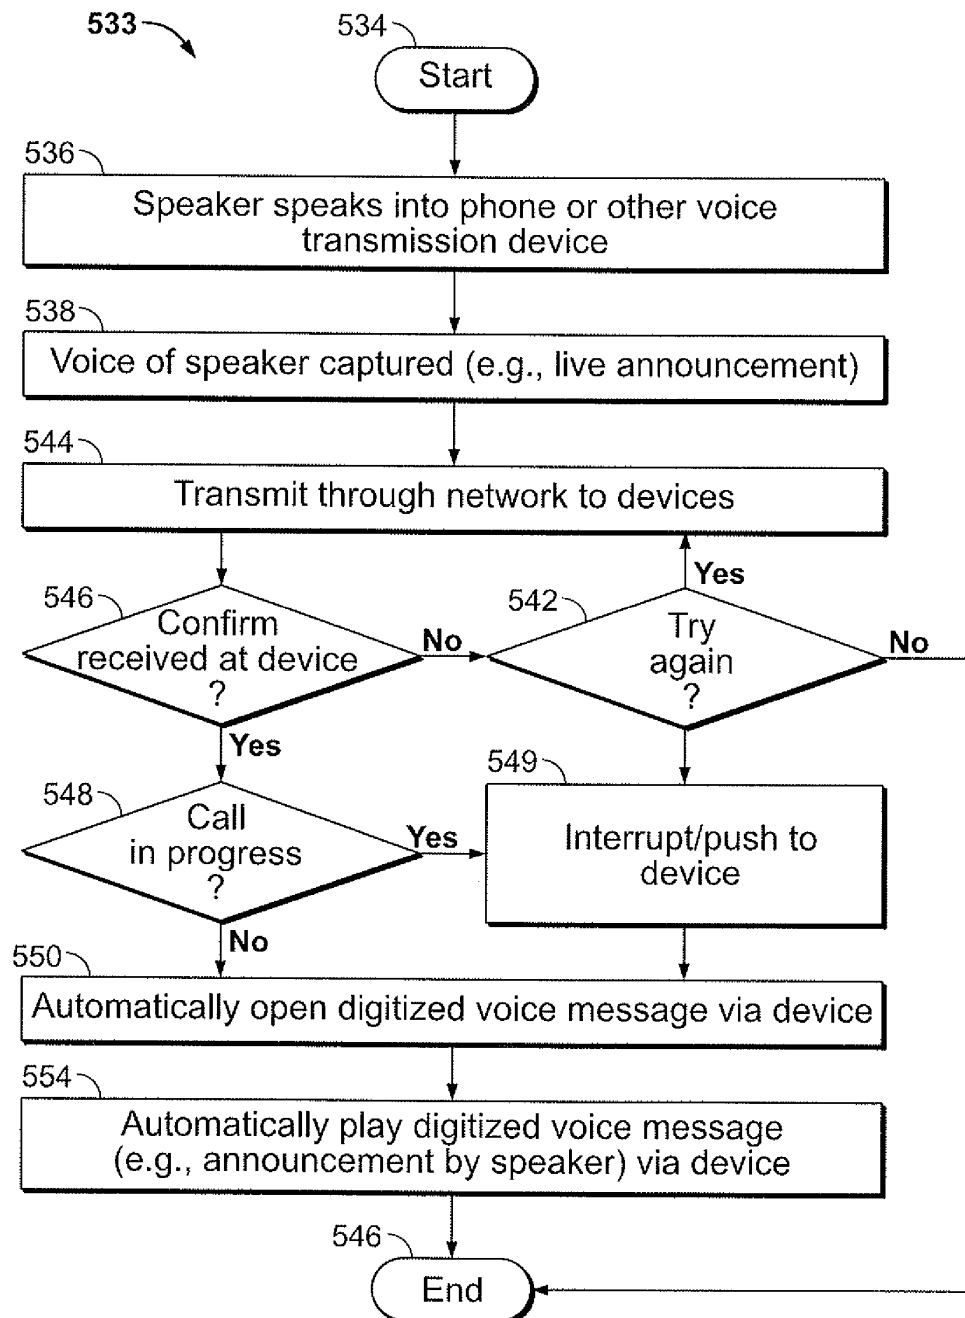 533
534
Start
536
Speaker speaks into phone or other voice
transmission device
538
Voice of speaker captured (e.g., live announcement)
544
Transmit through network to devices
546
Confirm
received at device
?
No
Yes
542
Try
again
?
Yes
No
548
Call
in progress
?
Yes
No
549
Interrupt/push to
device
550
Automatically open digitized voice message via device
554
Automatically play digitized voice message
(e.g., announcement by speaker) via device
546
End